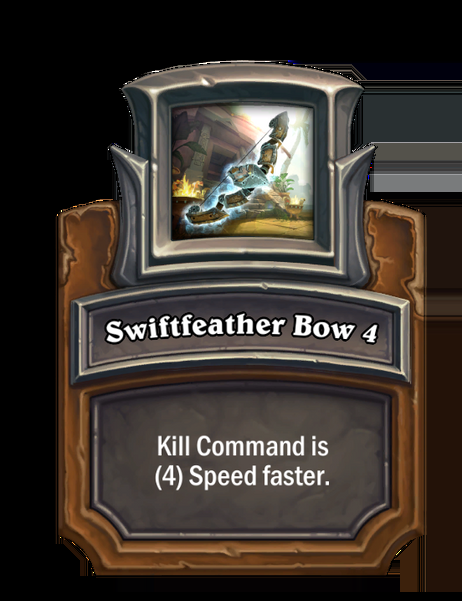 Swiftfeather Bow 4
Kill Command is
(4) Speed faster.